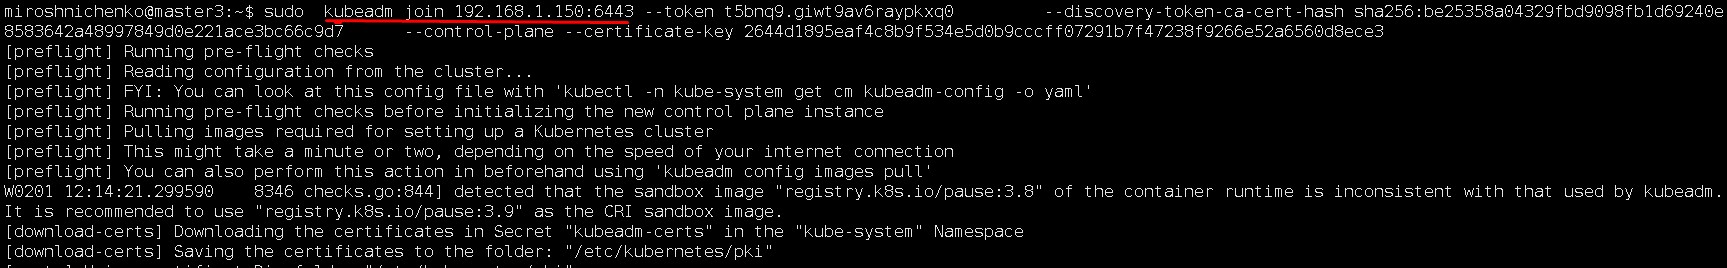 miroshnichenko@master3:~$ sudo  kubeadm join 192.168.1.150:6443 --token t5bnq9.giwt9av6raypkxq0         --discovery-token-ca-cert-hash sha256:be25358a04329fbd9098fb1d69240e
8583642a48997849d0e221ace3bc66c9d7      --control-plane --certificate-key 2644d1895eaf4c8b9f534e5d0b9cccff07291b7f47238f9266e52a6560d8ece3
[preflight] Running pre-flight checks
[preflight] Reading configuration from the cluster...
[preflight] FYI: You can look at this config file with 'kubectl -n kube-system get cm kubeadm-config -o yaml'
[preflight] Running pre-flight checks before initializing the new control plane instance
[preflight] Pulling images required for setting up a Kubernetes cluster
[preflight] This might take a minute or two, depending on the speed of your internet connection
[preflight] You can also perform this action in beforehand using 'kubeadm config images pull'
W0201 12:14:21.299590    8346 checks.go:844] detected that the sandbox image "registry.k8s.io/pause:3.8" of the container runtime is inconsistent with that used by kubeadm.
It is recommended to use "registry.k8s.io/pause:3.9" as the CRI sandbox image.
[download-certs] Downloading the certificates in Secret "kubeadm-certs" in the "kube-system" Namespace
[download-certs] Saving the certificates to the folder: "/etc/kubernetes/pki"